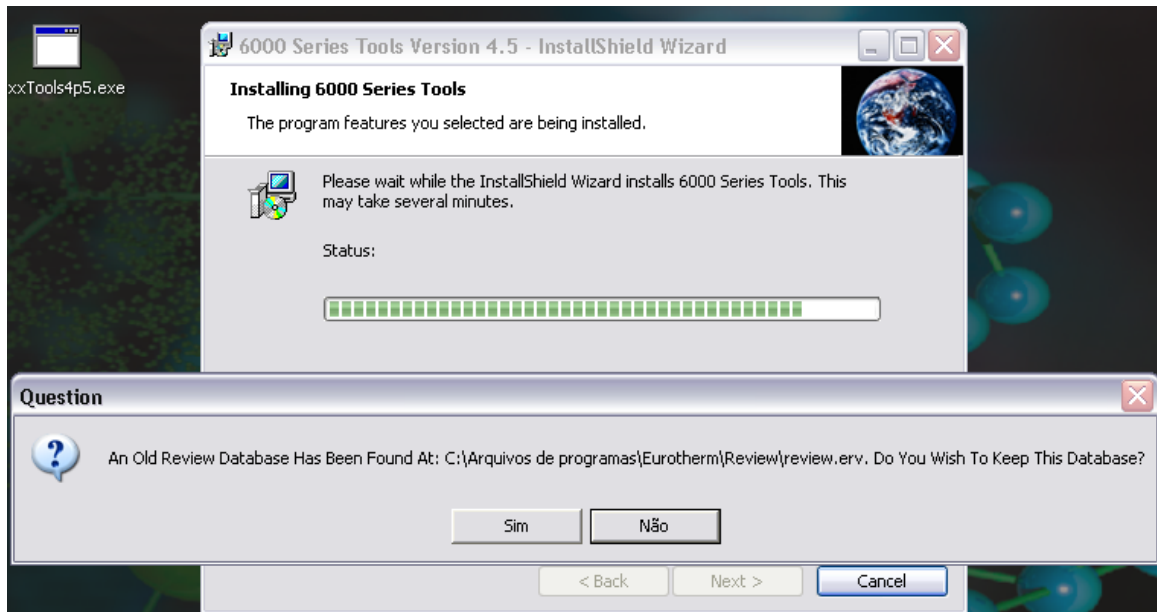 6000 Series Tools Version 4.5 - InstallShield Wizard
xxTools4p5.exe
Installing 6000 Series Tools
The program features you selected are being installed.
Please wait while the InstallShield Wizard installs 6000 Series Tools. This
may take several minutes.
Status:
Question
An Old Review Database Has Been Found At: C:\Arquivos de programas\Eurotherm\Review\review.erv. Do You Wish To Keep This Database?
Sim Não
< Back Next > Cancel